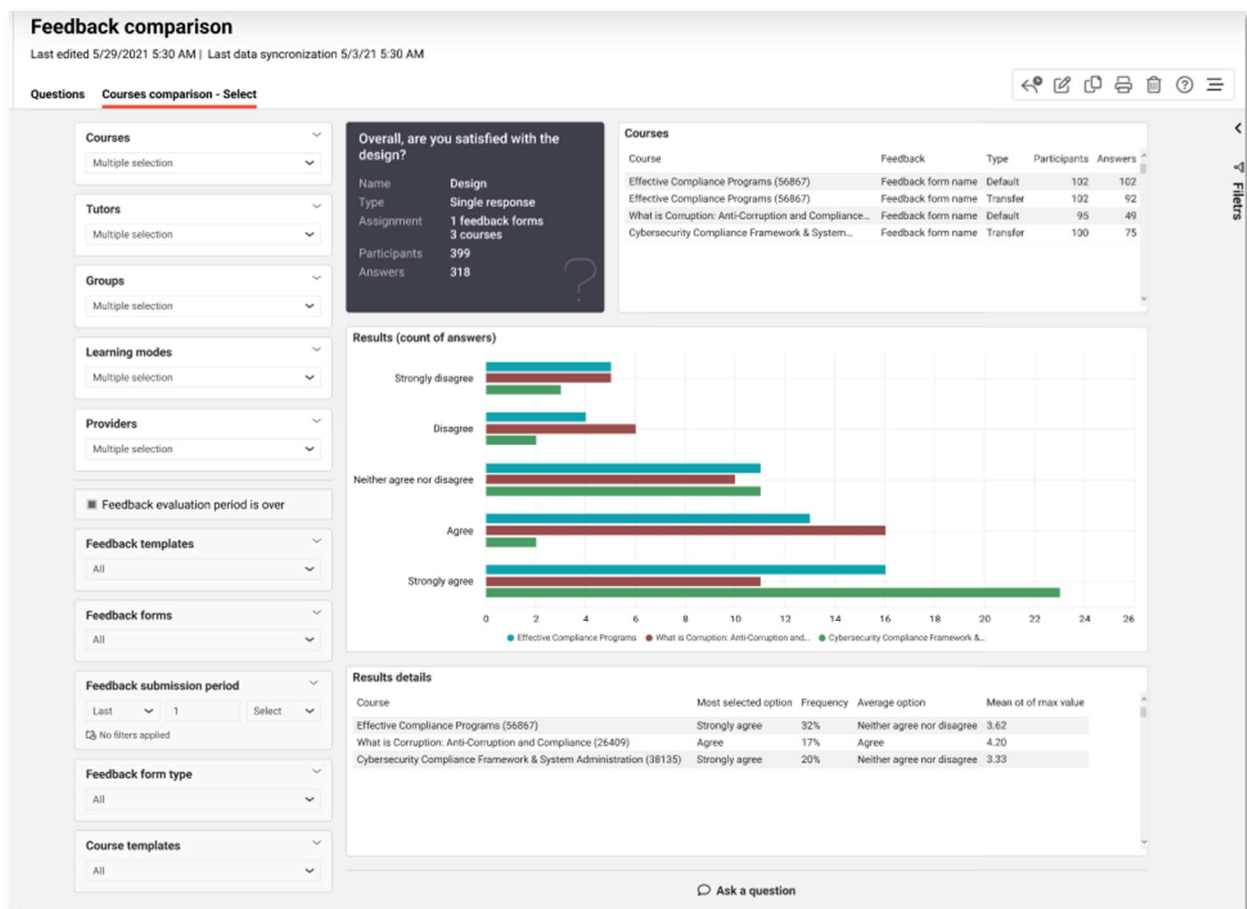 Feedback comparison
Last edited 5/29/2021 5:30 AM | Last data syncronization 5/3/21 5:30 AM
Questions Courses comparison - Select
Courses
Multiple selection
Tutors
Multiple selection
Groups
Multiple selection
Learning modes
Multiple selection
Providers
Multiple selection
Feedback evaluation period is over
Feedback templates
All
Feedback forms
All
Feedback submission period
Last 1 Select
No filters applied
Feedback form type
All
Course templates
All
Overall, are you satisfied with the
design?
Name Design
Type Single response
Assignment 1 feedback forms
3 courses
Participants 399
Answers 318
?
Courses
Course Feedback Type Participants Answers
Effective Compliance Programs (56867) Feedback form name Default 102 102
Effective Compliance Programs (56867) Feedback form name Transfer 102 92
What is Corruption: Anti-Corruption and Compliance... Feedback form name Default 95 49
Cybersecurity Compliance Framework & System... Feedback form name Transfer 100 75
Filetrs
Results (count of answers)
Strongly disagree
Disagree
Neither agree nor disagree
Agree
Strongly agree
0 2 4 6 8 10 12 14 16 18 20 22 24 26
Effective Compliance Programs What is Corruption: Anti-Corruption and... Cybersecurity Compliance Framework &...
Results details
Course Most selected option Frequency Average option Mean ot of max value
Effective Compliance Programs (56867) Strongly agree 32% Neither agree nor disagree 3.62
What is Corruption: Anti-Corruption and Compliance (26409) Agree 17% Agree 4.20
Cybersecurity Compliance Framework & System Administration (38135) Strongly agree 20% Neither agree nor disagree 3.33
Ask a question